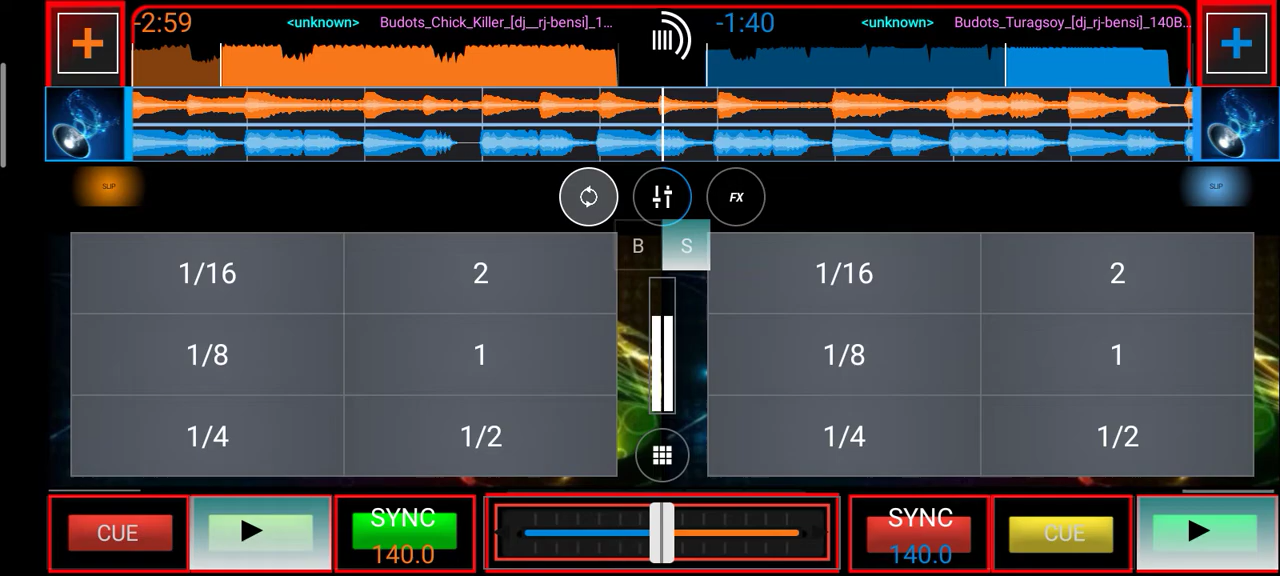 -2:59 <unknown> Budots_Chick_Killer_[dj__rj-bensi]_1... -1:40 <unknown> Budots_Turagsoy_[dj_rj-bensi]_140B...
SLIP FX SLIP
B S
1/16 2 1/16 2
1/8 1 1/8 1
1/4 1/2 1/4 1/2
CUE SYNC SYNC CUE
140.0 140.0